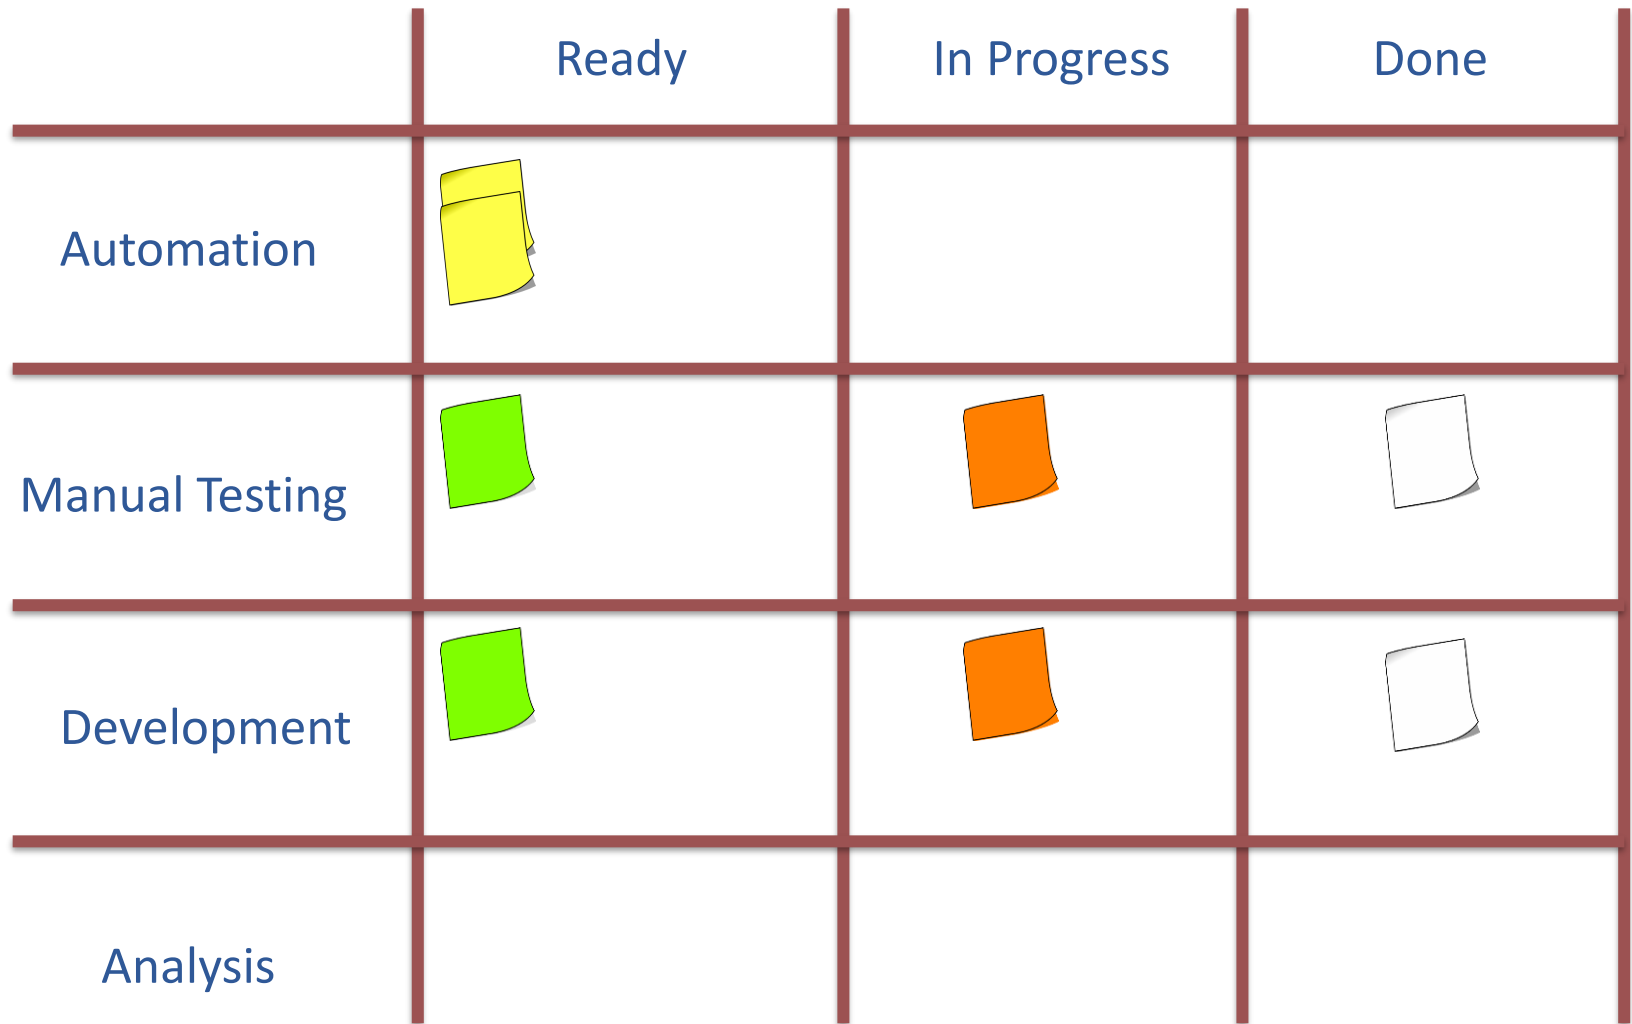 Ready
In Progress
Done
Automation
Manual Testing
Development
Analysis